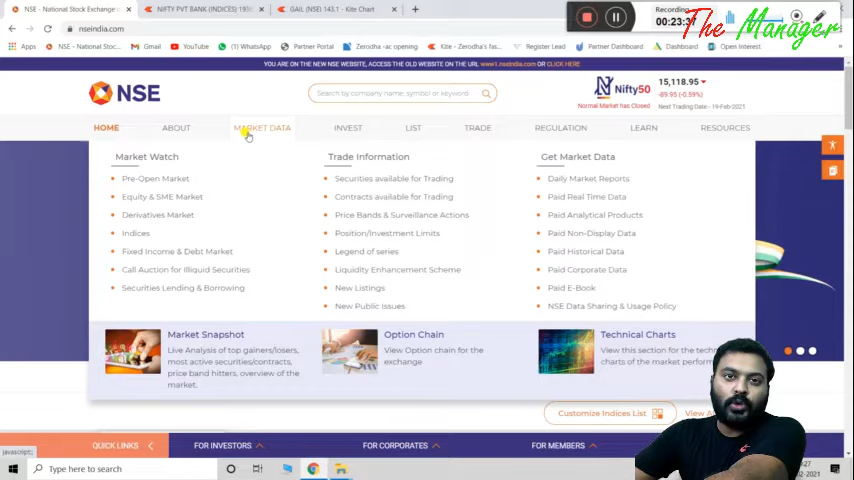 NSE - National Stock Exchange o
NIFTY PVT BANK (INDICES)
GAIL (NSE) 143.1 - Kite Chart
Recording
00:23:37
The Manager
nseindia.com
Apps
NSE - National Stoc...
Gmail
YouTube
(1) WhatsApp
Partner Portal
Zerodha -ac opening
Kite - Zerodha's fas...
Register Lead
Partner Dashboard
Dashboard
Open Interest
YOU ARE ON THE NEW NSE WEBSITE, ACCESS THE OLD WEBSITE ON THE URL www1.nseindia.com OR CLICK HERE
NSE
Search by company name, symbol or keyword
Nifty50
15,118.95
-89.95 (-0.59%)
Normal Market has Closed
Next Trading Date - 19-Feb-2021
HOME
ABOUT
MARKET DATA
INVEST
LIST
TRADE
REGULATION
LEARN
RESOURCES
Market Watch
Pre-Open Market
Equity & SME Market
Derivatives Market
Indices
Fixed Income & Debt Market
Call Auction for Illiquid Securities
Securities Lending & Borrowing
Trade Information
Securities available for Trading
Contracts available for Trading
Price Bands & Surveillance Actions
Position/Investment Limits
Legend of series
Liquidity Enhancement Scheme
New Listings
New Public Issues
Get Market Data
Daily Market Reports
Paid Real Time Data
Paid Analytical Products
Paid Non-Display Data
Paid Historical Data
Paid Corporate Data
Paid E-Book
NSE Data Sharing & Usage Policy
Market Snapshot
Live Analysis of top gainers/losers,
most active securities/contracts,
price band hitters, overview of the
market.
Option Chain
View Option chain for the
exchange
Technical Charts
View this section for the
charts of the market
Customize Indices List
View
QUICK LINKS
FOR INVESTORS
FOR CORPORATES
FOR MEMBERS
javascript:;
Type here to search